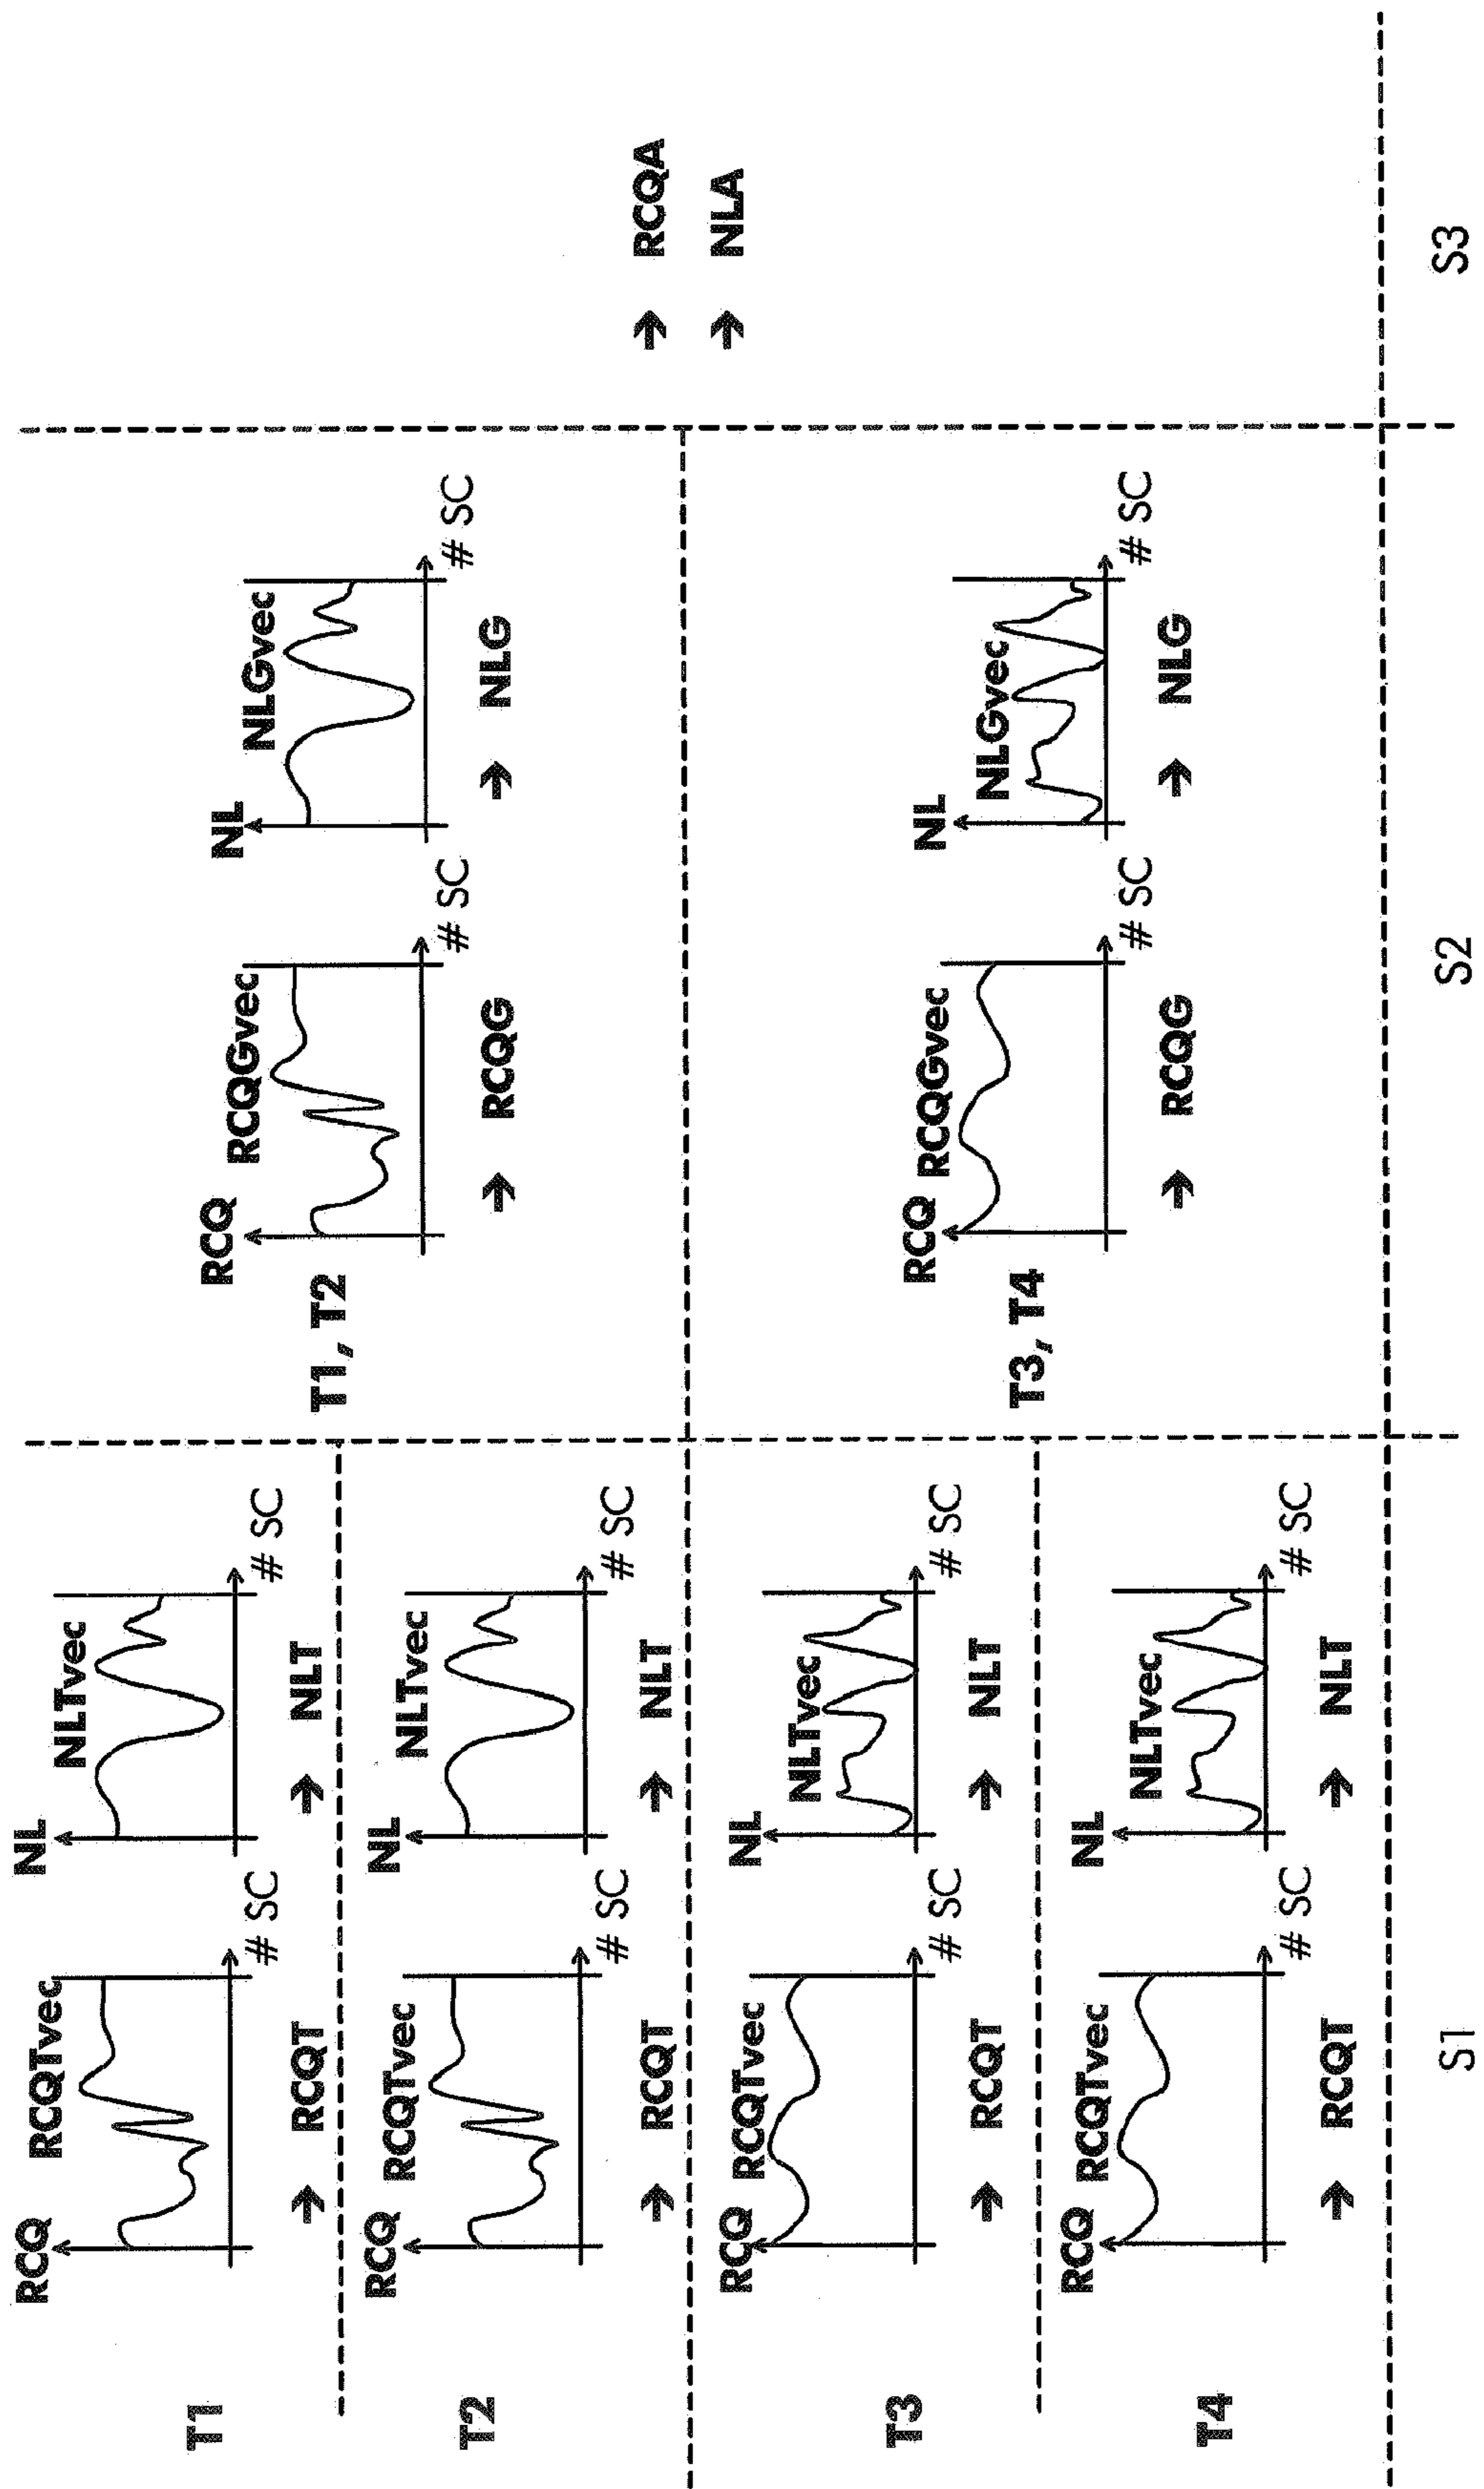 T1
RCQ
RCQTvec
# SC
→ RCQT
NL
NLTvec
# SC
→ NLT
T2
RCQ
RCQTvec
# SC
→ RCQT
NL
NLTvec
# SC
→ NLT
T3
RCQ
RCQTvec
# SC
→ RCQT
NL
NLTvec
# SC
→ NLT
T4
RCQ
RCQTvec
# SC
→ RCQT
NL
NLTvec
# SC
→ NLT
S1
T1, T2
RCQ
RCQGvec
# SC
→ RCQG
NL
NLGvec
# SC
→ NLG
T3, T4
RCQ
RCQGvec
# SC
→ RCQG
NL
NLGvec
# SC
→ NLG
S2
→ RCQA
→ NLA
S3